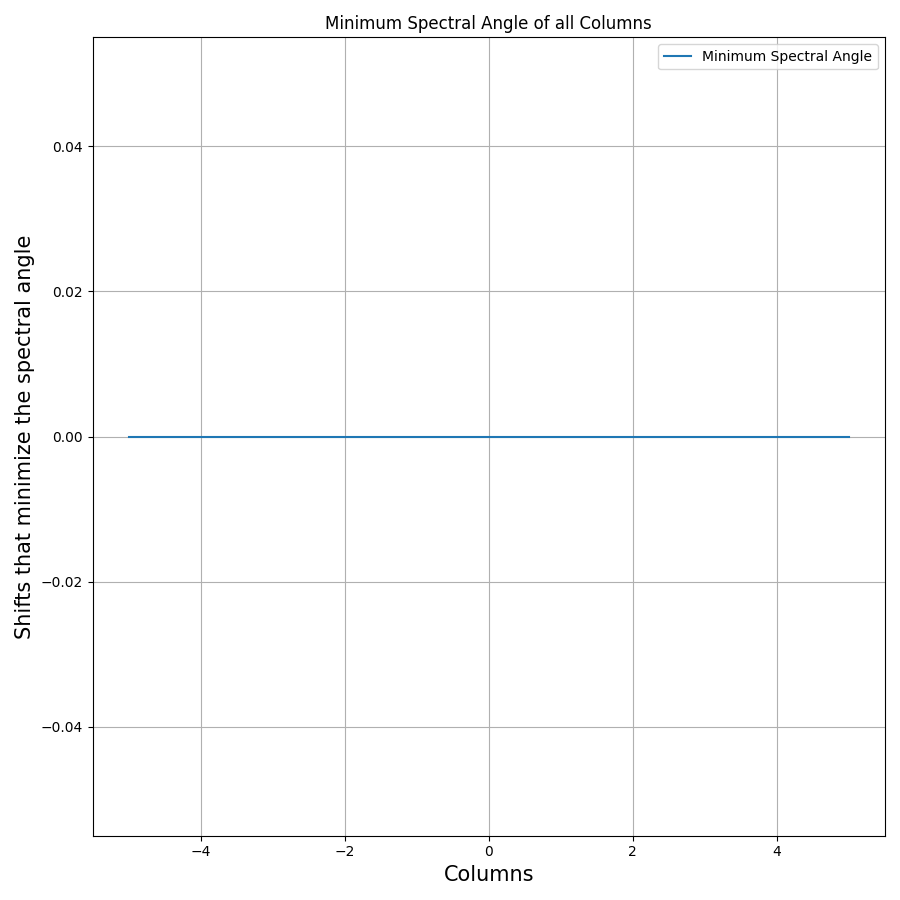 Minimum Spectral Angle of all Columns
Minimum Spectral Angle
Shifts that minimize the spectral angle
0.04
0.02
0.00
−0.02
−0.04
−4
−2
0
2
4
Columns